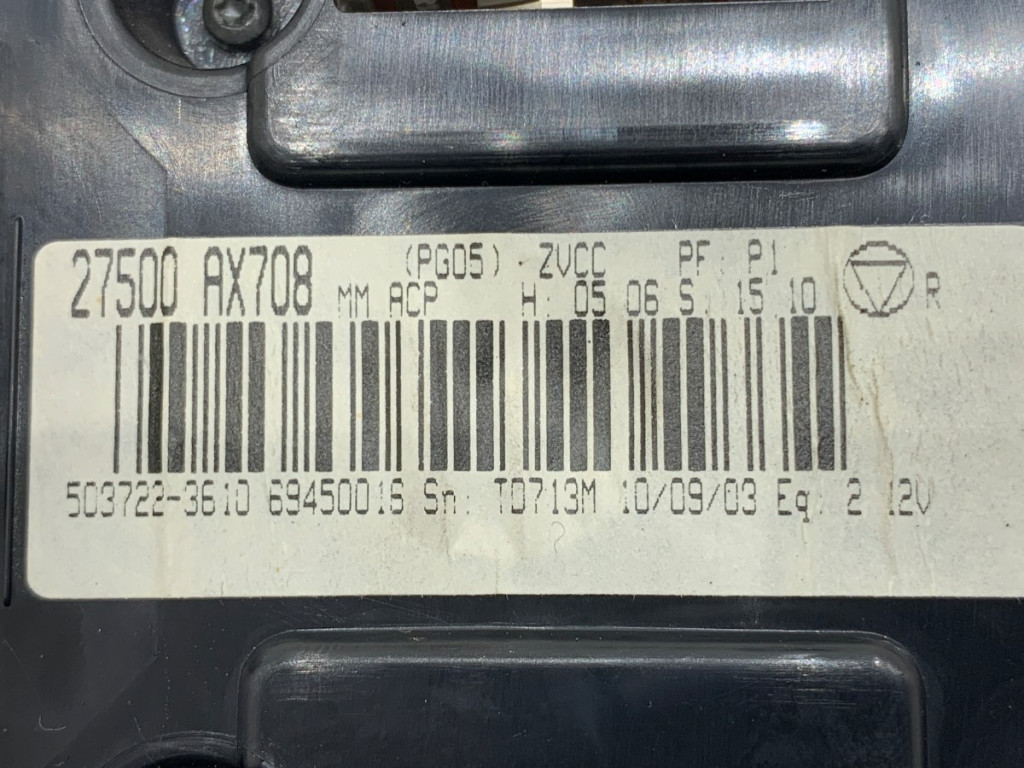 27500 AX708 (PG05). ZVCC PF: P1
MM ACP H: 05 06 S: 15 10 R
503722-3610 69450016 Sn: T0713M 10/09/03 Eq: 2 12V